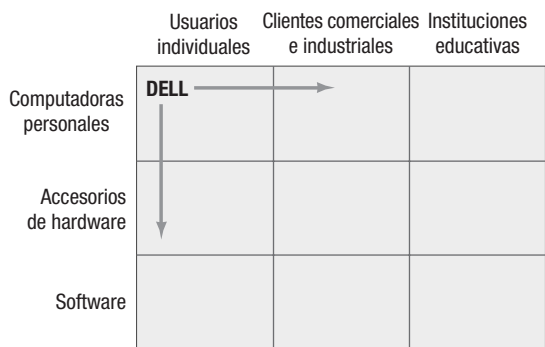 Usuarios
individuales
Clientes comerciales
e industriales
Instituciones
educativas
Computadoras
personales
DELL
Accesorios
de hardware
Software